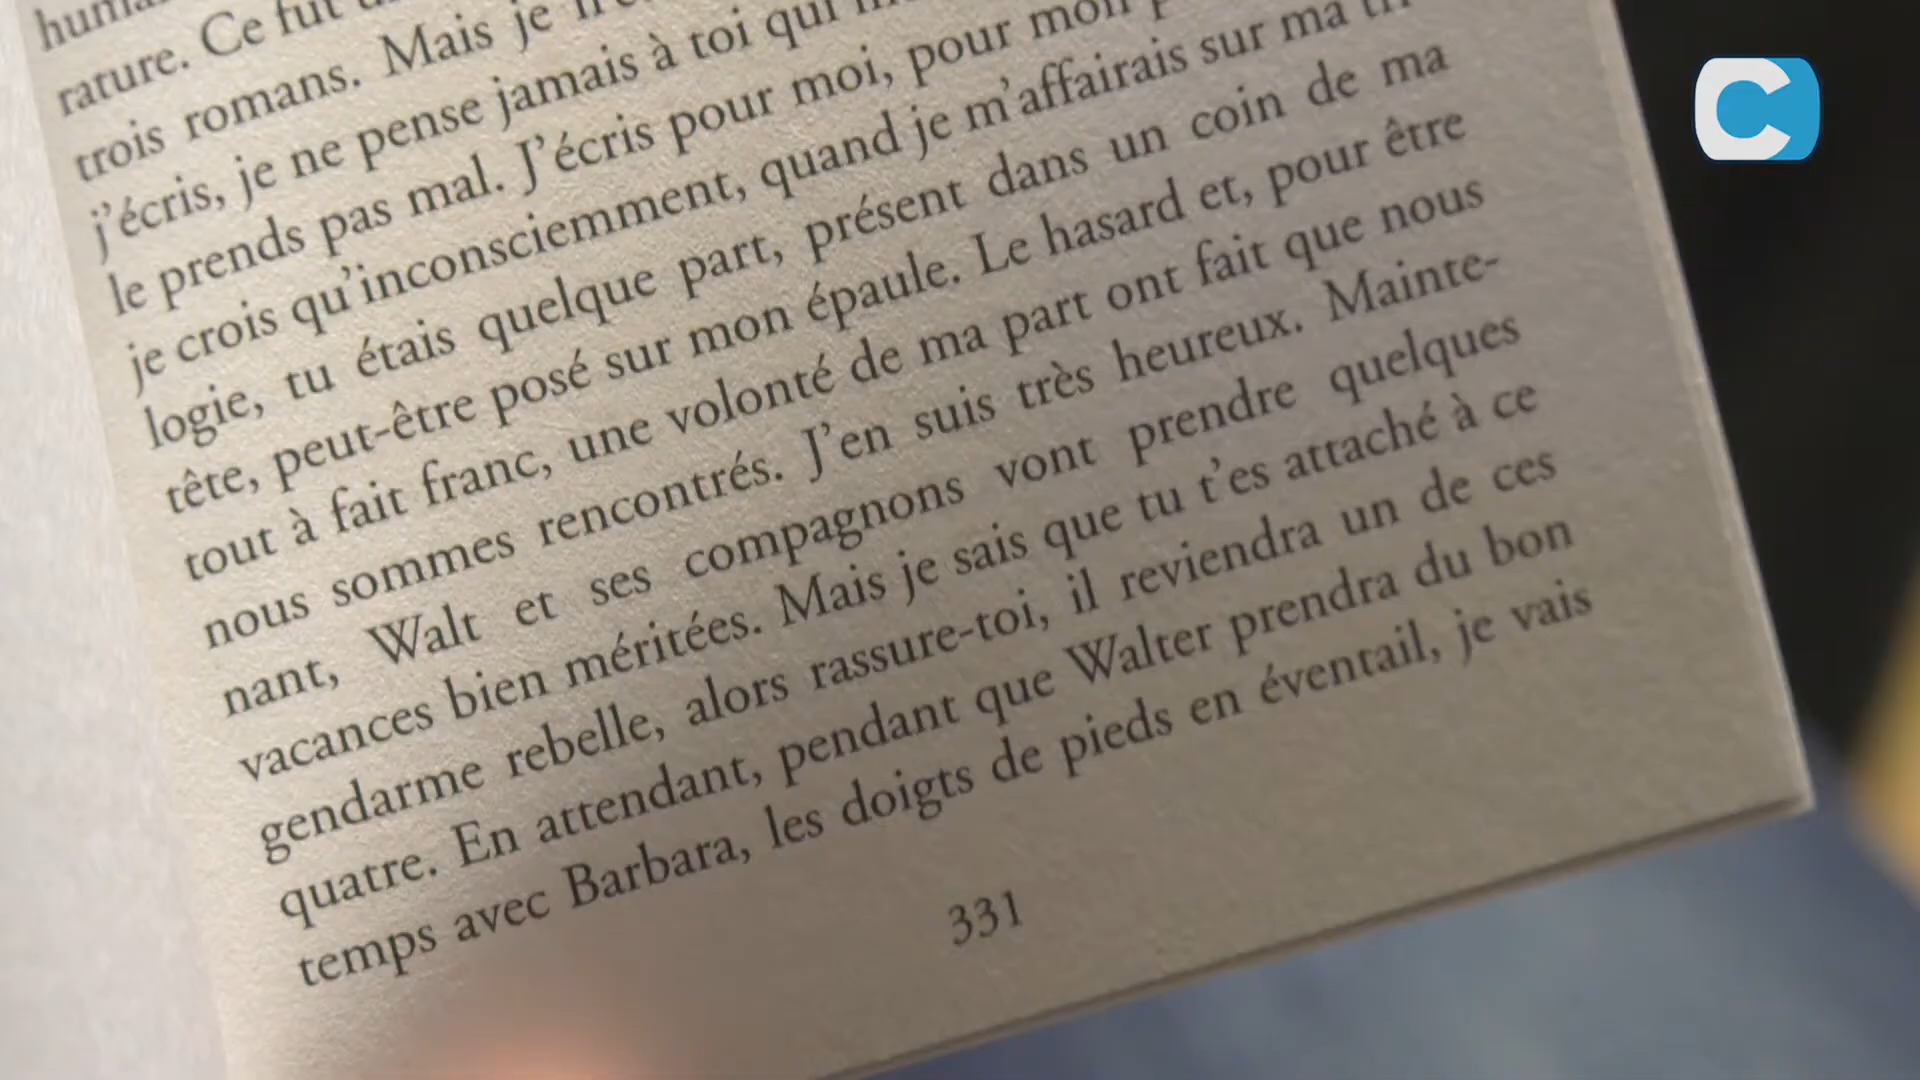 rature. Ce fut
trois romans. Mais je
j'écris, je ne pense jamais à toi qui
le prends pas mal. J'écris pour moi, pour mon
je crois qu'inconsciemment, quand je m'affairais sur ma
logie, tu étais quelque part, présent dans un coin de ma
tête, peut-être posé sur mon épaule. Le hasard et, pour être
tout à fait franc, une volonté de ma part ont fait que nous
nous sommes rencontrés. J'en suis très heureux. Mainte-
nant, Walt et ses compagnons vont prendre quelques
vacances bien méritées. Mais je sais que tu t'es attaché à ce
gendarme rebelle, alors rassure-toi, il reviendra un de ces
quatre. En attendant, pendant que Walter prendra du bon
temps avec Barbara, les doigts de pieds en éventail, je vais
331
C